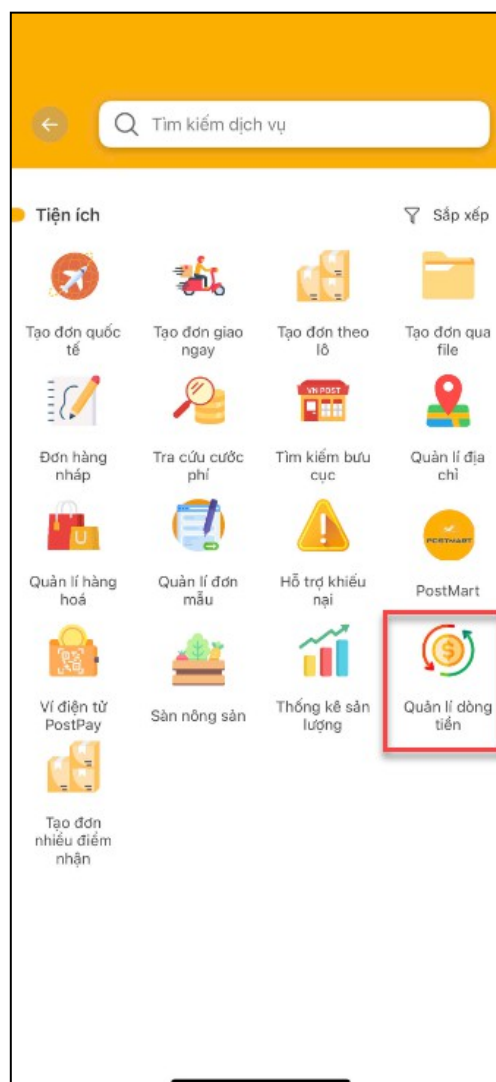 Tìm kiếm dịch vụ
Tiện ích
Sắp xếp
Tạo đơn quốc
tế
Tạo đơn giao
ngay
Tạo đơn theo
lô
Tạo đơn qua
file
VN POST
Đơn hàng
nháp
Tra cứu cước
phí
Tìm kiếm bưu
cục
Quản lí địa
chỉ
POSTMART
Quản lí hàng
hoá
Quản lí đơn
mẫu
Hỗ trợ khiếu
nại
PostMart
Ví điện tử
PostPay
Sàn nông sản
Thống kê sản
lượng
Quản lí dòng
tiền
Tạo đơn
nhiều điểm
nhận